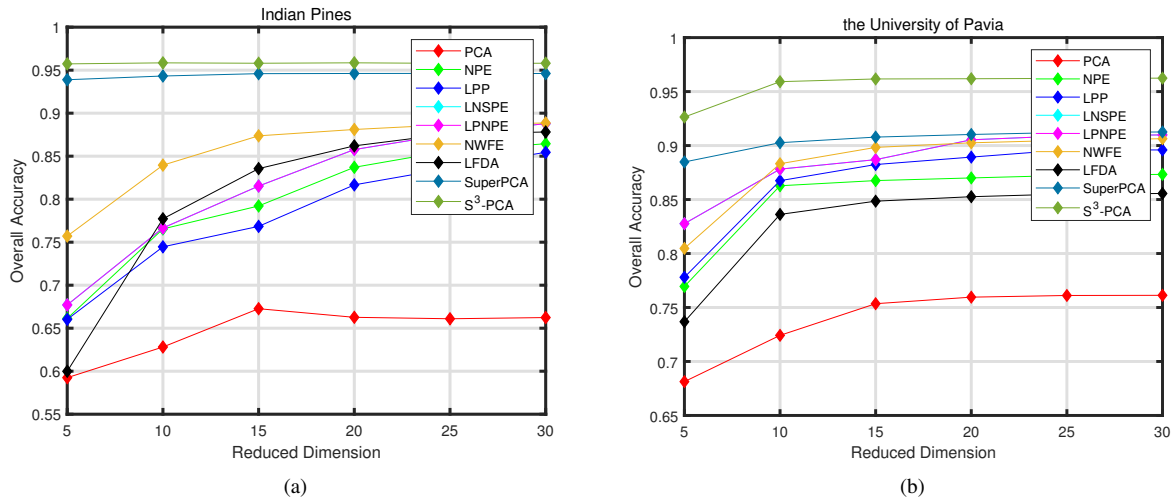 Indian Pines
Overall Accuracy
0.95
0.9
0.85
0.8
0.75
0.7
0.65
0.6
0.55
1
PCA
NPE
LPP
LNSPE
LPNPE
NWFE
LFDA
SuperPCA
S³-PCA
5 10 15 20 25 30
Reduced Dimension
(a)
the University of Pavia
Overall Accuracy
1
0.95
0.9
0.85
0.8
0.75
0.7
0.65
PCA
NPE
LPP
LNSPE
LPNPE
NWFE
LFDA
SuperPCA
S³-PCA
5 10 15 20 25 30
Reduced Dimension
(b)